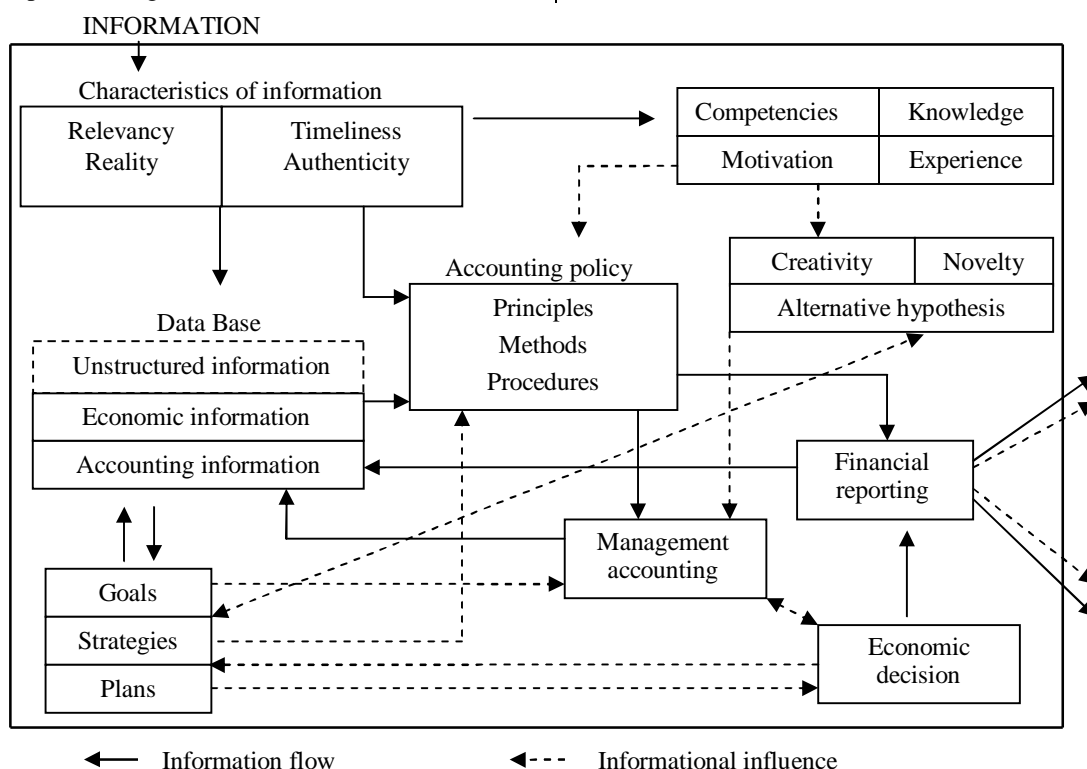 INFORMATION
Characteristics of information
Relevancy
Reality
Timeliness
Authenticity
Competencies
Knowledge
Motivation
Experience
Creativity
Novelty
Alternative hypothesis
Accounting policy
Principles
Methods
Procedures
Data Base
Unstructured information
Economic information
Accounting information
Financial
reporting
Management
accounting
Goals
Strategies
Plans
Economic
decision
Information flow
Informational influence